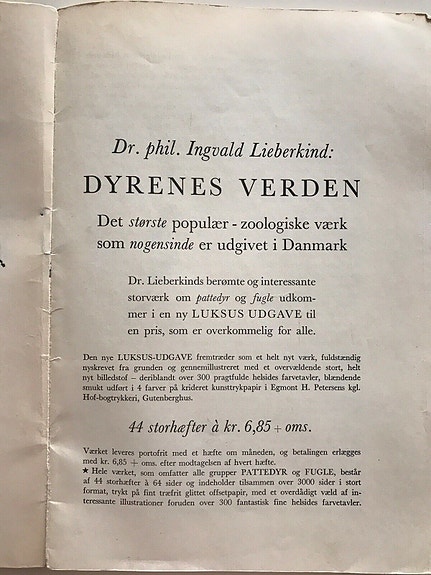 Dr. phil. Ingvald Lieberkind:
DYRENES VERDEN
Det største populær - zoologiske værk
som nogensinde er udgivet i Danmark
Dr. Lieberkinds berømte og interessante
storværk om pattedyr og fugle udkom-
mer i en ny LUKSUS UDGAVE til
en pris, som er overkommelig for alle.
Den nye LUKSUS-UDGAVE fremtræder som et helt nyt værk, fuldstændig
nyskrevet fra grunden og gennemillustreret med et overvældende stort, helt
nyt billedstof – deriblandt over 300 pragtfulde helsides farvetavler, blændende
smukt udført i 4 farver på krideret kunsttrykpapir i Egmont H. Petersens kgl.
Hof-bogtrykkeri, Gutenberghus.
44 storhæfter à kr. 6,85 + oms.
Værket leveres portofrit med et hæfte om måneden, og betalingen erlægges
med kr. 6,85 + oms. efter modtagelsen af hvert hæfte.
★ Hele værket, som omfatter alle grupper PATTEDYR og FUGLE, består
af 44 storhæfter à 64 sider og indeholder tilsammen over 3000 sider i stort
format, trykt på fint træfrit glittet offsetpapir, med et overdådigt væld af in-
teressante illustrationer foruden over 300 fantastisk fine helsides farvetavler.